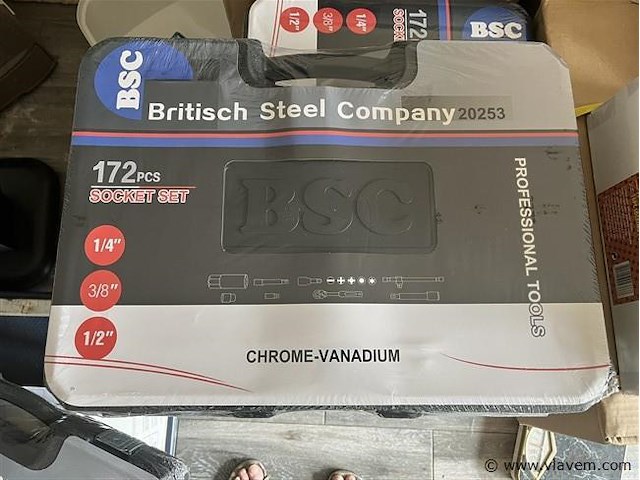 1/2"
3/8"
1/4"
172
SOCKET
BSC
BSC
Britisch Steel Company 20253
172 PCS
SOCKET SET
BSC
PROFESSIONAL TOOLS
1/4"
3/8"
1/2"
CHROME-VANADIUM
© www.vlavem.com